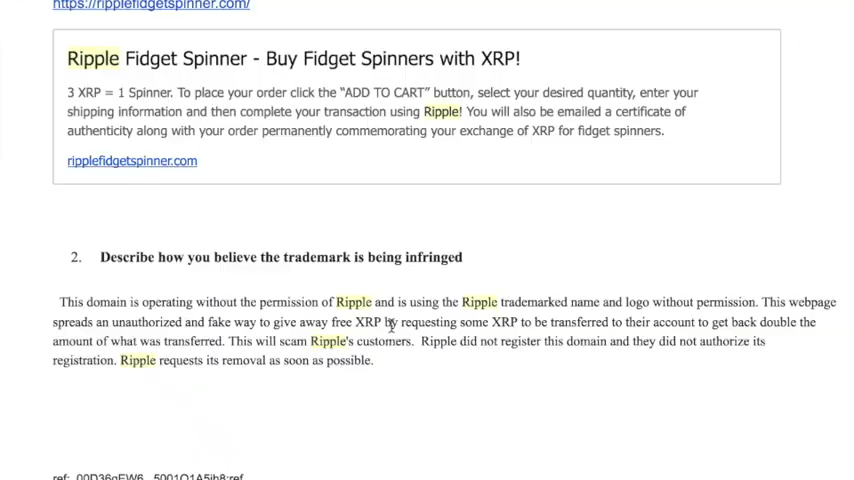 https://ripplefidgetspinner.com/
Ripple Fidget Spinner - Buy Fidget Spinners with XRP!
3 XRP = 1 Spinner. To place your order click the “ADD TO CART” button, select your desired quantity, enter your
shipping information and then complete your transaction using Ripple! You will also be emailed a certificate of
authenticity along with your order permanently commemorating your exchange of XRP for fidget spinners.
ripplefidgetspinner.com
2. Describe how you believe the trademark is being infringed
This domain is operating without the permission of Ripple and is using the Ripple trademarked name and logo without permission. This webpage
spreads an unauthorized and fake way to give away free XRP by requesting some XRP to be transferred to their account to get back double the
amount of what was transferred. This will scam Ripple's customers. Ripple did not register this domain and they did not authorize its
registration. Ripple requests its removal as soon as possible.